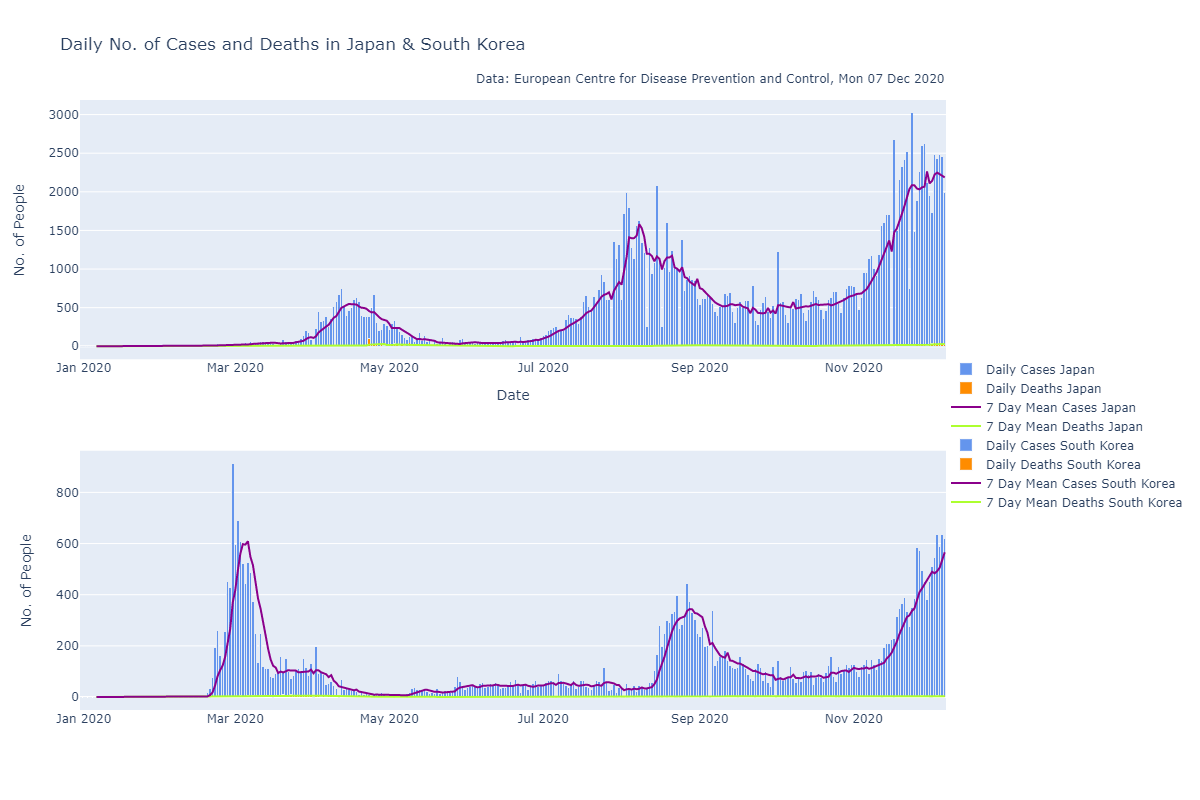 Daily No. of Cases and Deaths in Japan & South Korea
Data: European Centre for Disease Prevention and Control, Mon 07 Dec 2020
No. of People
3000
2500
2000
1500
1000
500
0
Jan 2020 Mar 2020 May 2020 Jul 2020 Sep 2020 Nov 2020
Date
Daily Cases Japan
Daily Deaths Japan
7 Day Mean Cases Japan
7 Day Mean Deaths Japan
Daily Cases South Korea
Daily Deaths South Korea
7 Day Mean Cases South Korea
7 Day Mean Deaths South Korea
No. of People
800
600
400
200
0
Jan 2020 Mar 2020 May 2020 Jul 2020 Sep 2020 Nov 2020